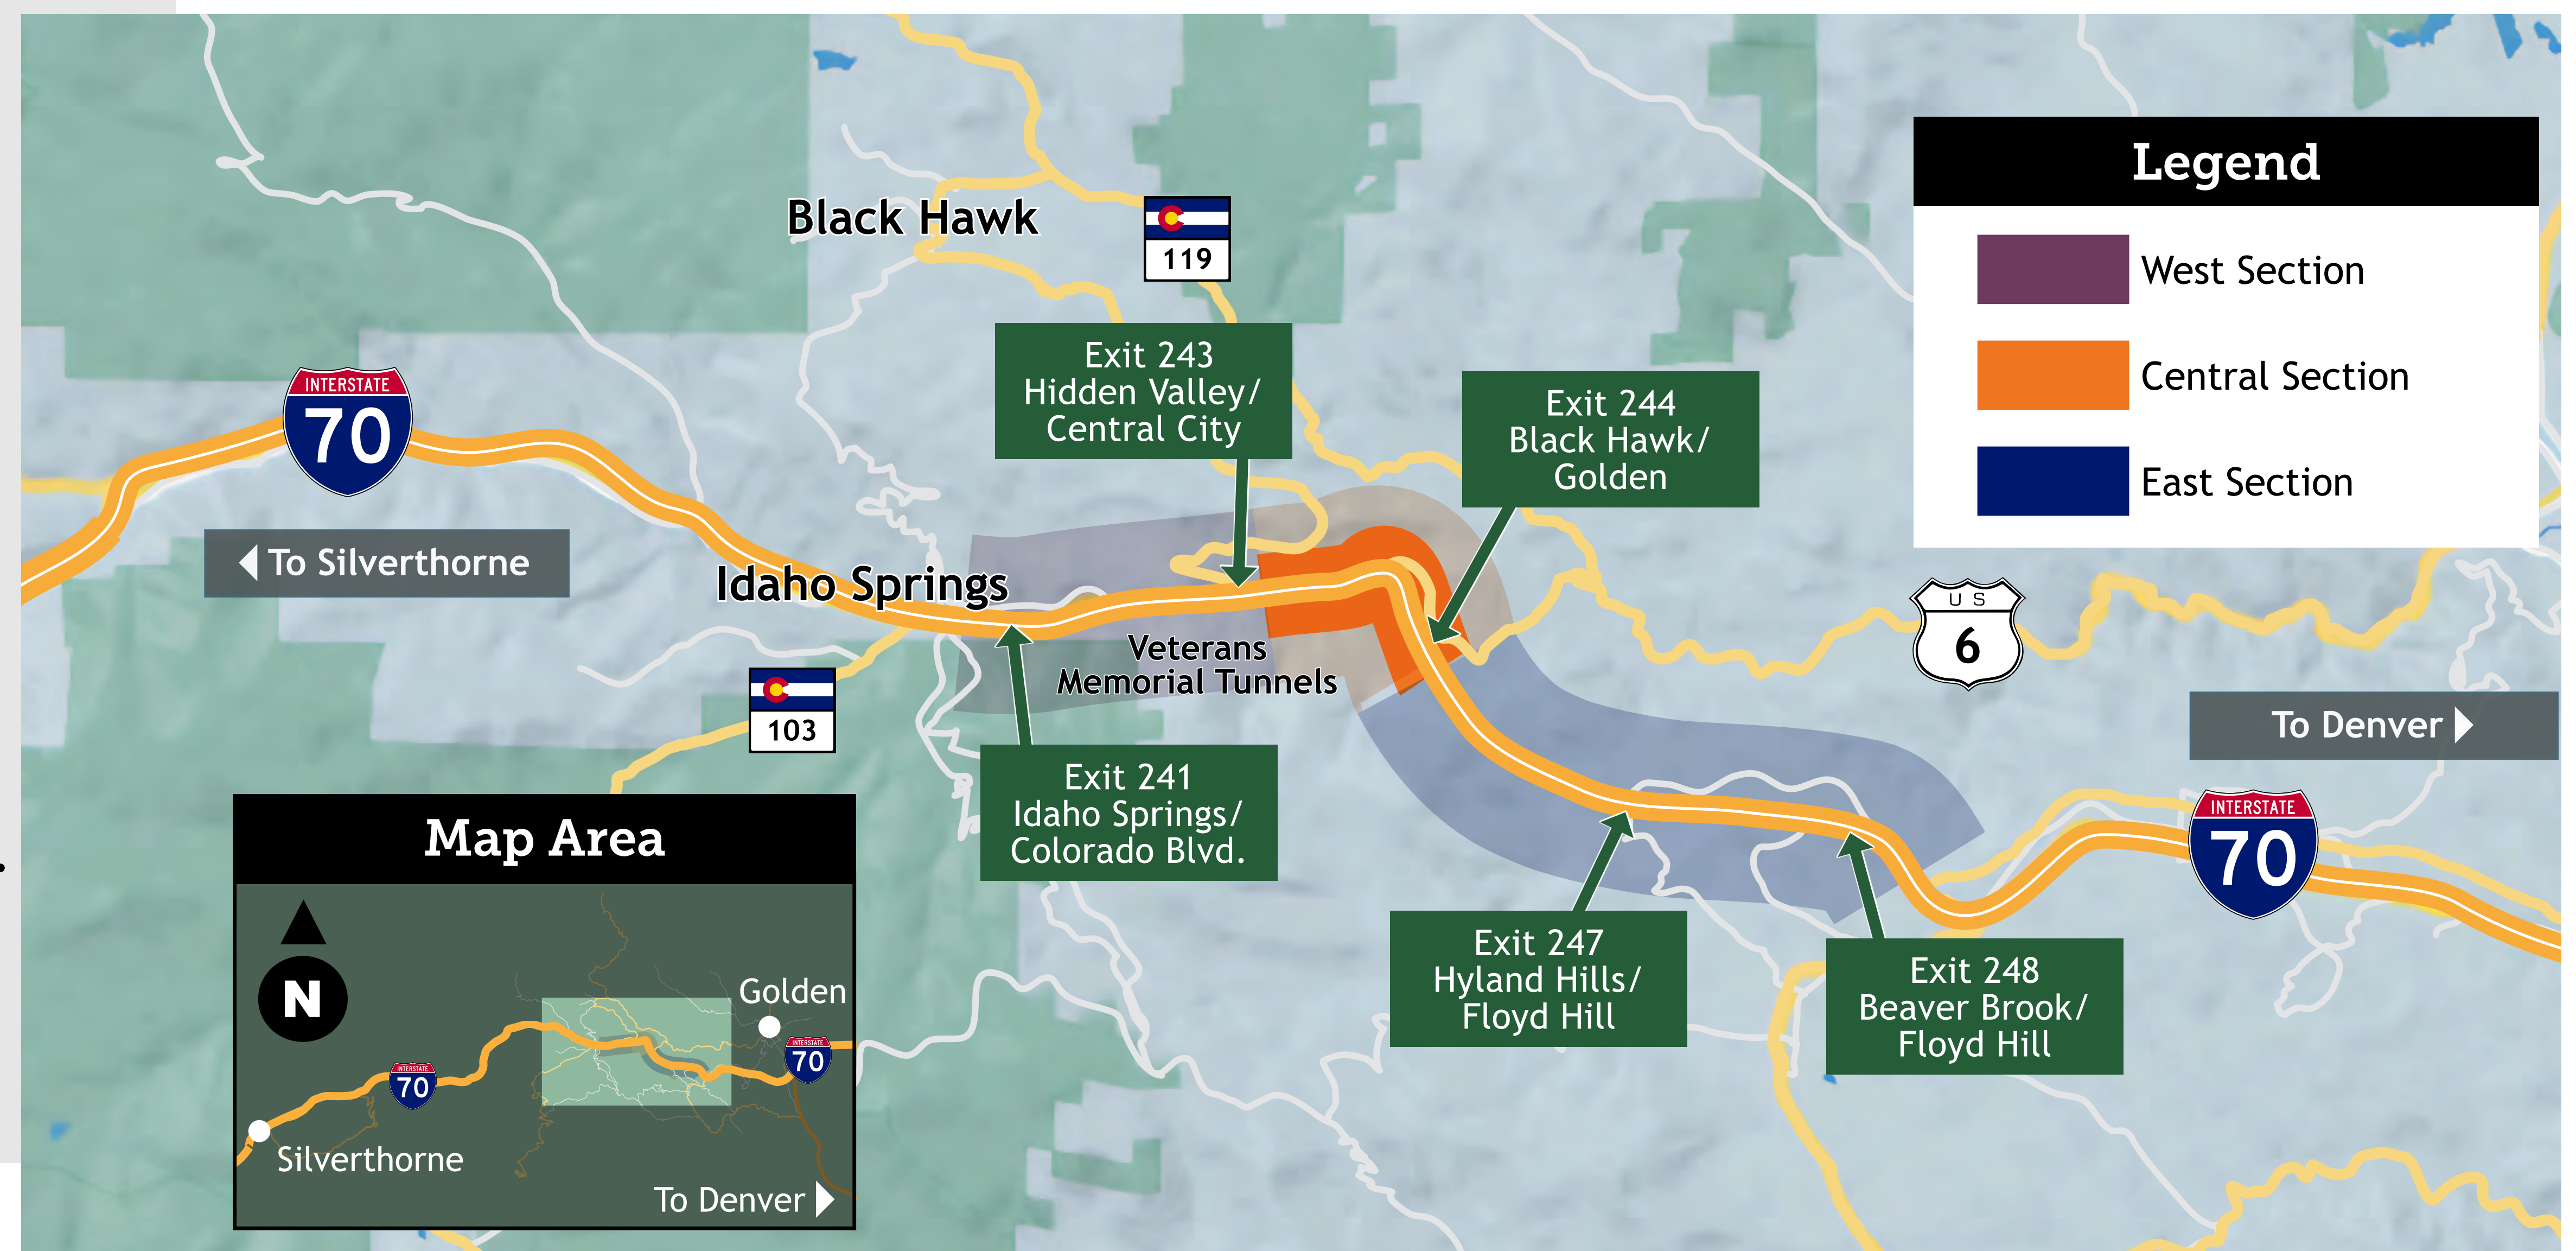 Black Hawk
119
Legend
West Section
Central Section
East Section
Exit 243
Hidden Valley/
Central City
Exit 244
Black Hawk/
Golden
INTERSTATE
70
To Silverthorne
Idaho Springs
US
6
Veterans
Memorial Tunnels
103
To Denver
Exit 241
Idaho Springs/
Colorado Blvd.
INTERSTATE
70
Exit 247
Hyland Hills/
Floyd Hill
Exit 248
Beaver Brook/
Floyd Hill
Map Area
N
Golden
INTERSTATE
70
INTERSTATE
70
Silverthorne
To Denver